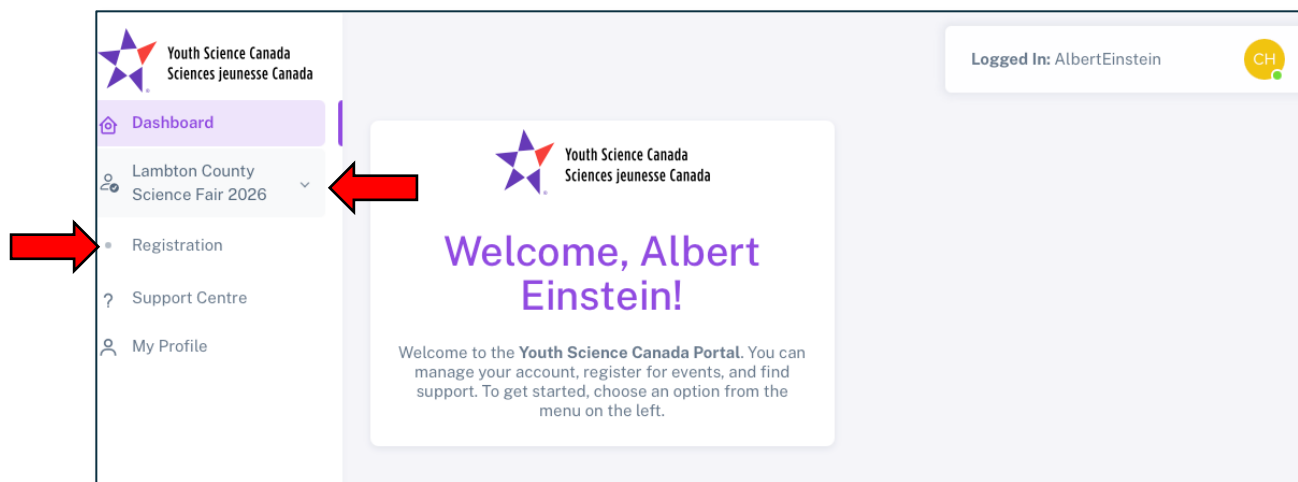 Youth Science Canada
Sciences jeunesse Canada
Dashboard
Lambton County
Science Fair 2026
Registration
? Support Centre
My Profile
Logged In: AlbertEinstein
CH
Youth Science Canada
Sciences jeunesse Canada
Welcome, Albert
Einstein!
Welcome to the Youth Science Canada Portal. You can
manage your account, register for events, and find
support. To get started, choose an option from the
menu on the left.